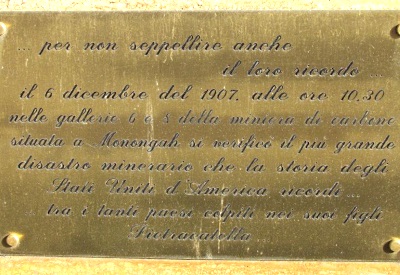 ... per non seppellire anche
il loro ricordo ...
il 6 dicembre del 1907, alle ore 10,30
nelle gallerie 6 e 8 della miniera di carbone
situata a Monongah, si verificò il più grande
disastro minerario che la storia degli
Stati Uniti d'America ricordi ...
... tra i tanti paesi colpiti nei suoi figli
Pietracatella